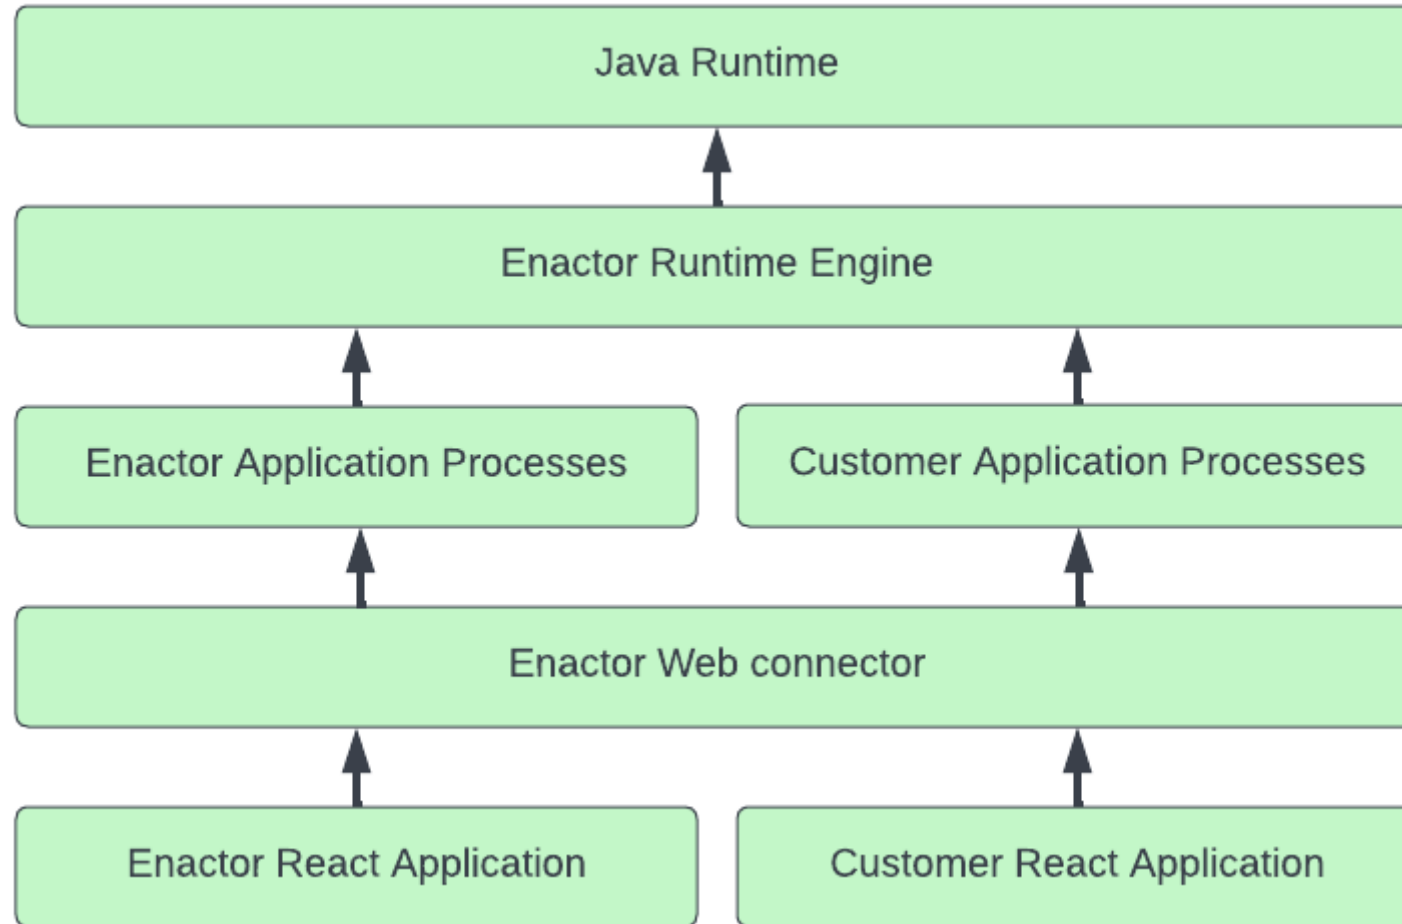 Java Runtime
Enactor Runtime Engine
Enactor Application Processes
Customer Application Processes
Enactor Web connector
Enactor React Application
Customer React Application